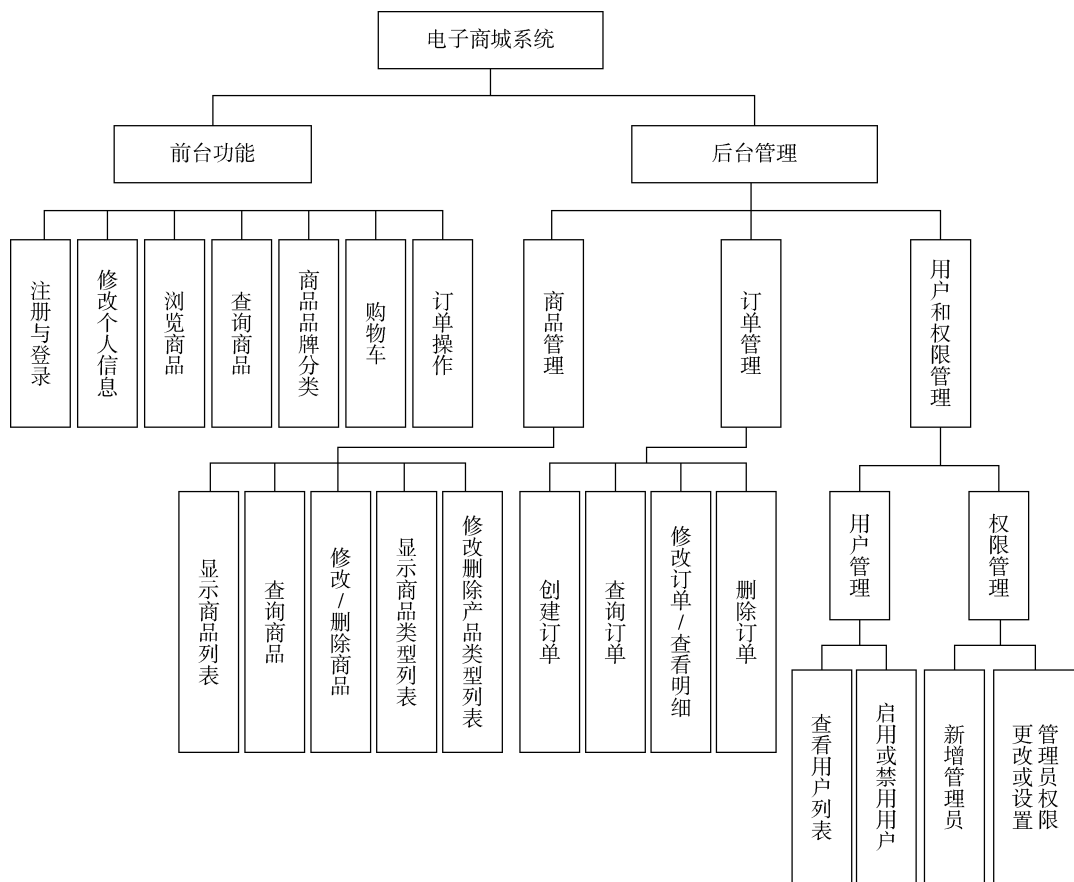 电子商城系统
前台功能
后台管理
注册与登录
修改个人信息
浏览商品
查询商品
商品品牌分类
购物车
订单操作
商品管理
订单管理
用户和权限管理
显示商品列表
查询商品
修改/删除商品
显示商品类型列表
修改删除产品类型列表
创建订单
查询订单
修改订单/查看明细
删除订单
用户管理
权限管理
查看用户列表
启用或禁用用户
新增管理员
管理员权限
更改或设置